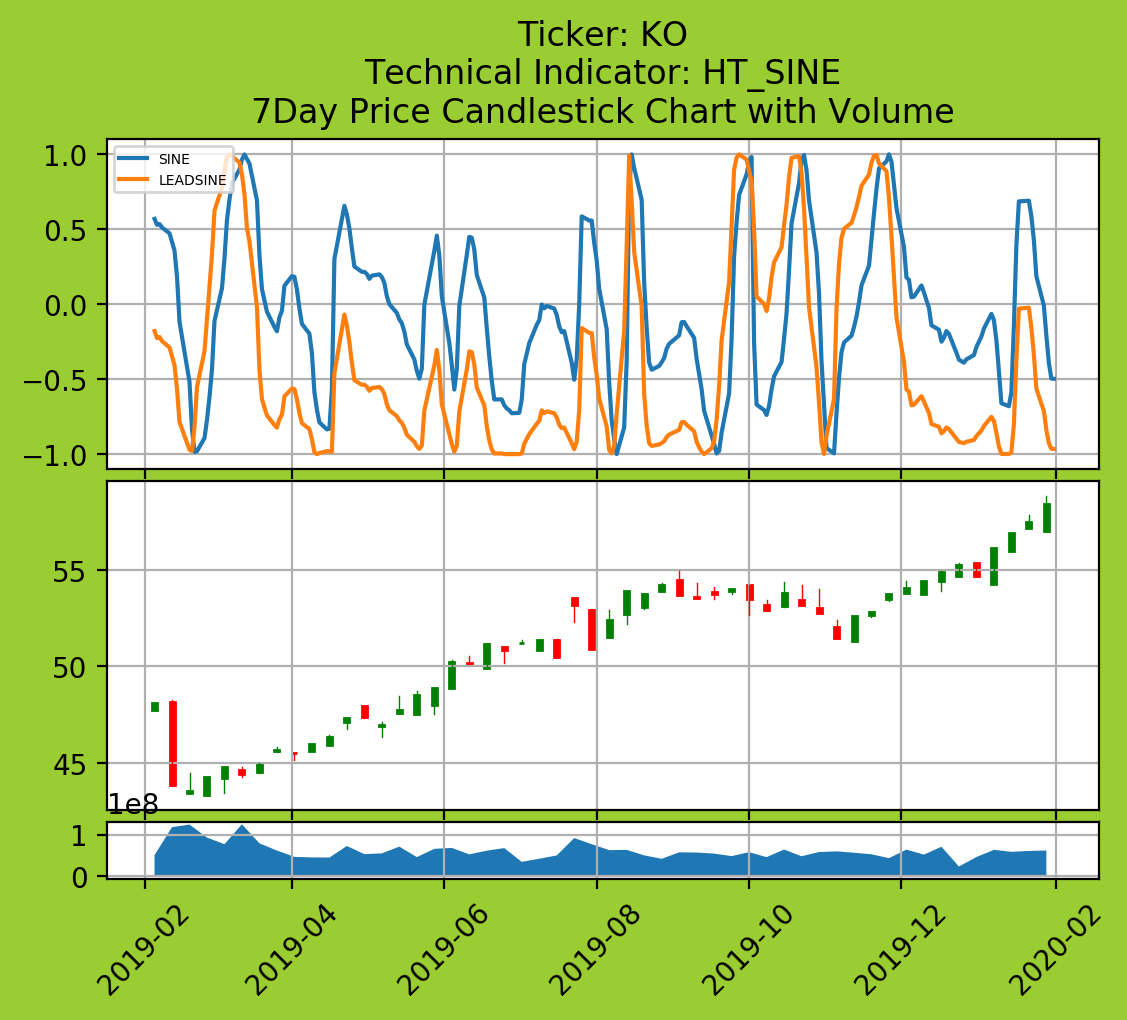 Ticker: KO
Technical Indicator: HT_SINE
7Day Price Candlestick Chart with Volume
SINE
LEADSINE
1.0
0.5
0.0
−0.5
−1.0
55
50
45
1e8
1
0
2019-02
2019-04
2019-06
2019-08
2019-10
2019-12
2020-02